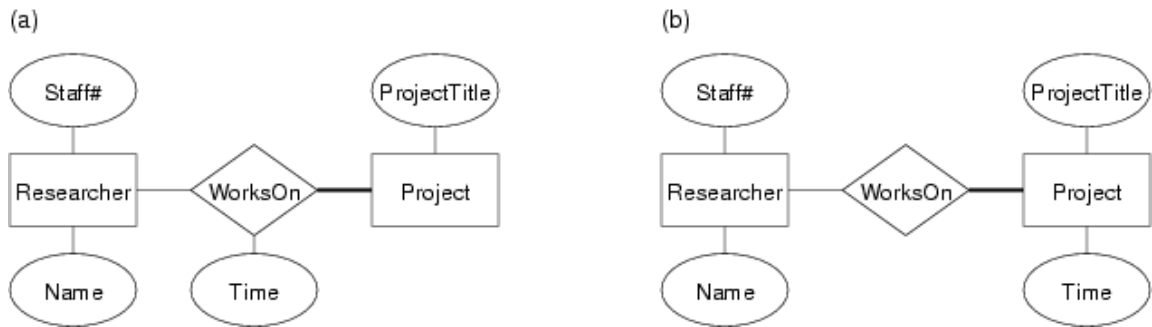 (a)
(b)
Staff#
ProjectTitle
Staff#
ProjectTitle
Researcher
WorksOn
Project
Researcher
WorksOn
Project
Name
Time
Name
Time